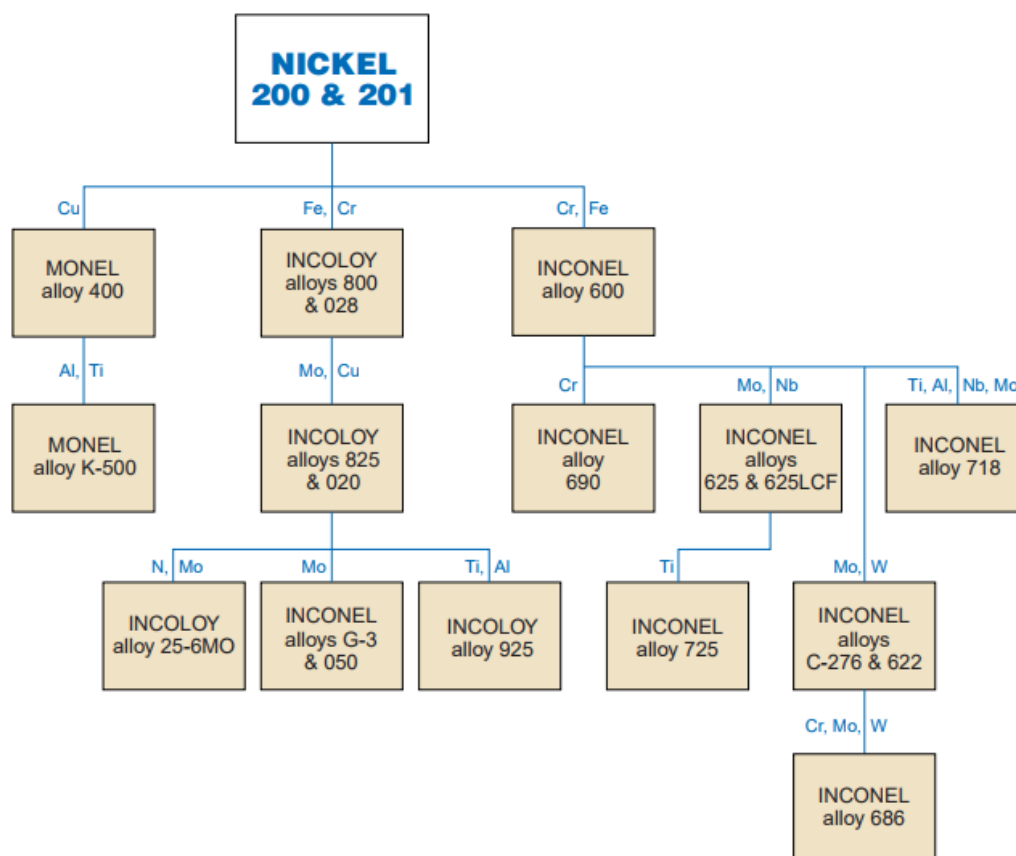 NICKEL
200 & 201
Cu
Fe, Cr
Cr, Fe
MONEL
alloy 400
INCOLOY
alloys 800
& 028
INCONEL
alloy 600
Al, Ti
Mo, Cu
Cr
Mo, Nb
Ti, Al, Nb, Mo
MONEL
alloy K-500
INCOLOY
alloys 825
& 020
INCONEL
alloy
690
INCONEL
alloys
625 & 625LCF
INCONEL
alloy 718
N, Mo
Mo
Ti, Al
Ti
Mo, W
INCOLOY
alloy 25-6MO
INCONEL
alloys G-3
& 050
INCOLOY
alloy 925
INCONEL
alloy 725
INCONEL
alloys
C-276 & 622
Cr, Mo, W
INCONEL
alloy 686